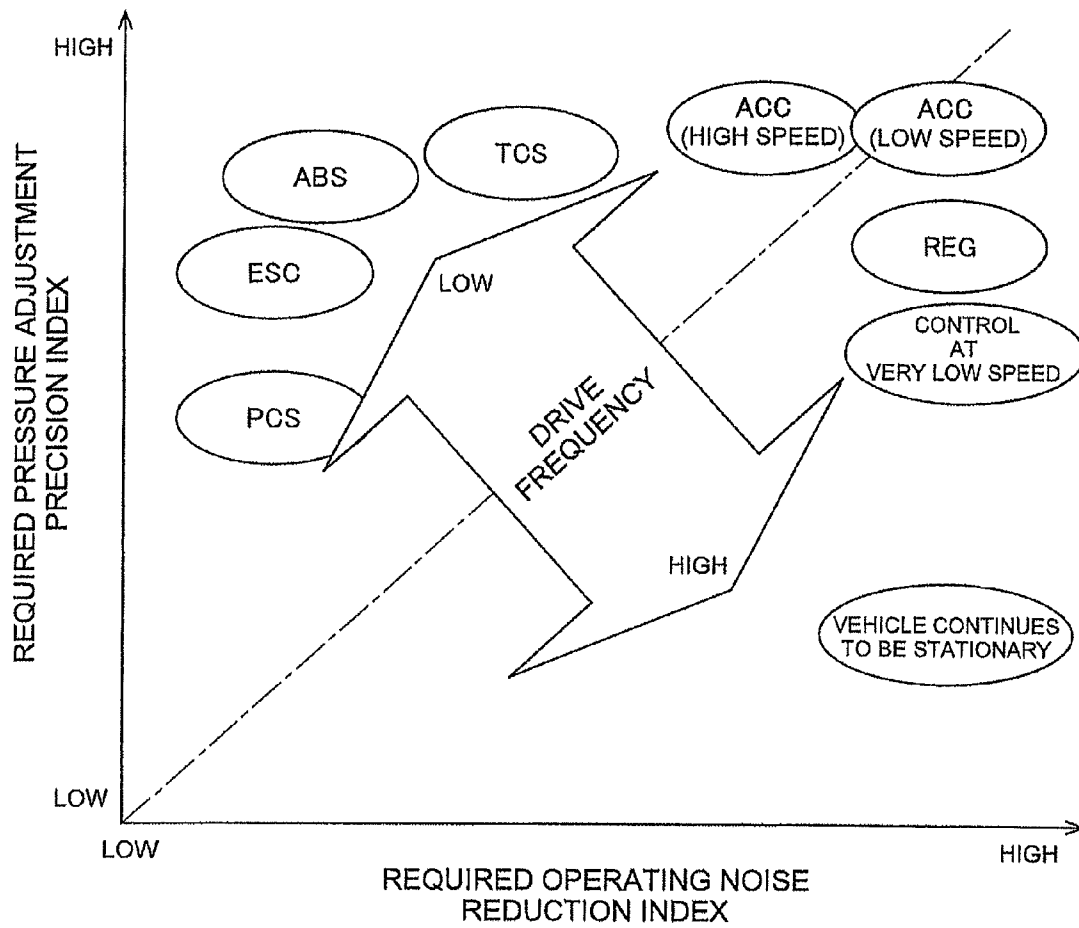 HIGH
REQUIRED PRESSURE ADJUSTMENT
PRECISION INDEX
ABS
TCS
ACC
(HIGH SPEED)
ACC
(LOW SPEED)
ESC
LOW
REG
CONTROL
AT
VERY LOW SPEED
PCS
DRIVE
FREQUENCY
HIGH
VEHICLE CONTINUES
TO BE STATIONARY
LOW
LOW
HIGH
REQUIRED OPERATING NOISE
REDUCTION INDEX